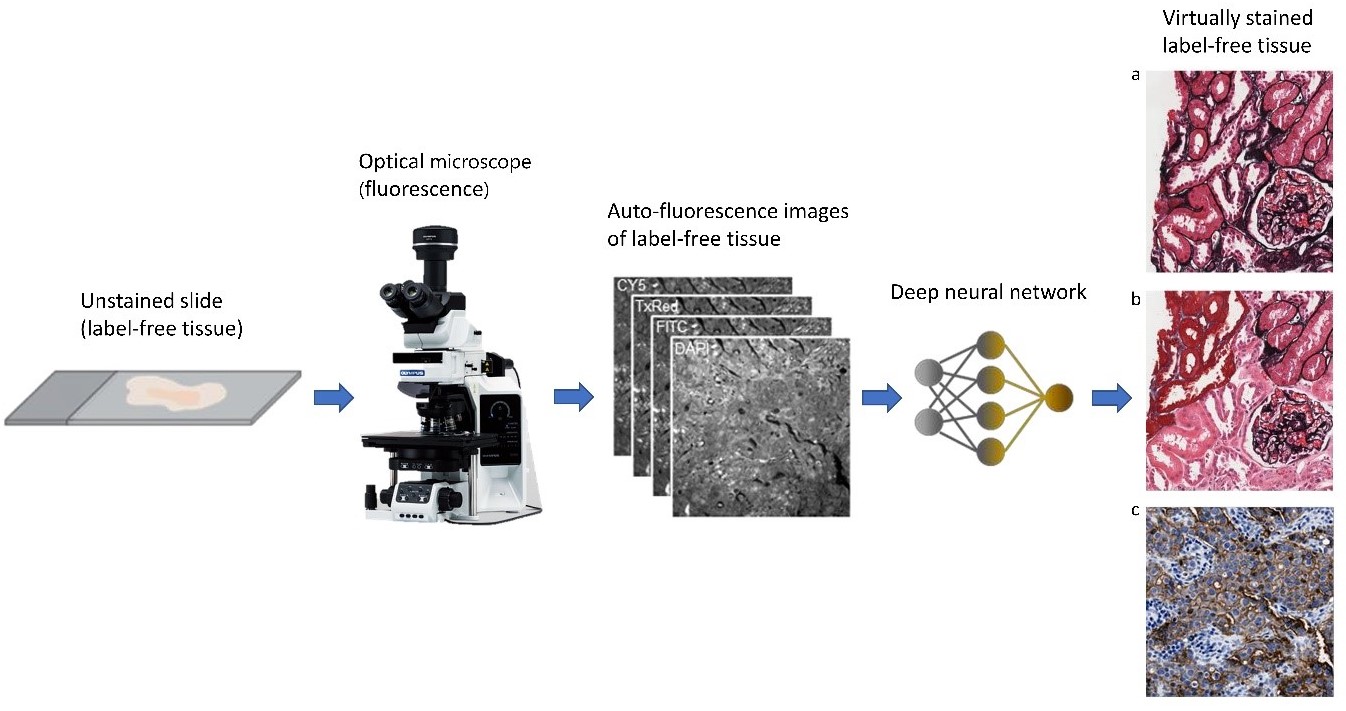 Virtually stained
label-free tissue
a
Optical microscope
(fluorescence)
Auto-fluorescence images
of label-free tissue
Unstained slide
(label-free tissue)
CY5
TxRed
FITC
DAPI
Deep neural network
b
c
OLYMPUS